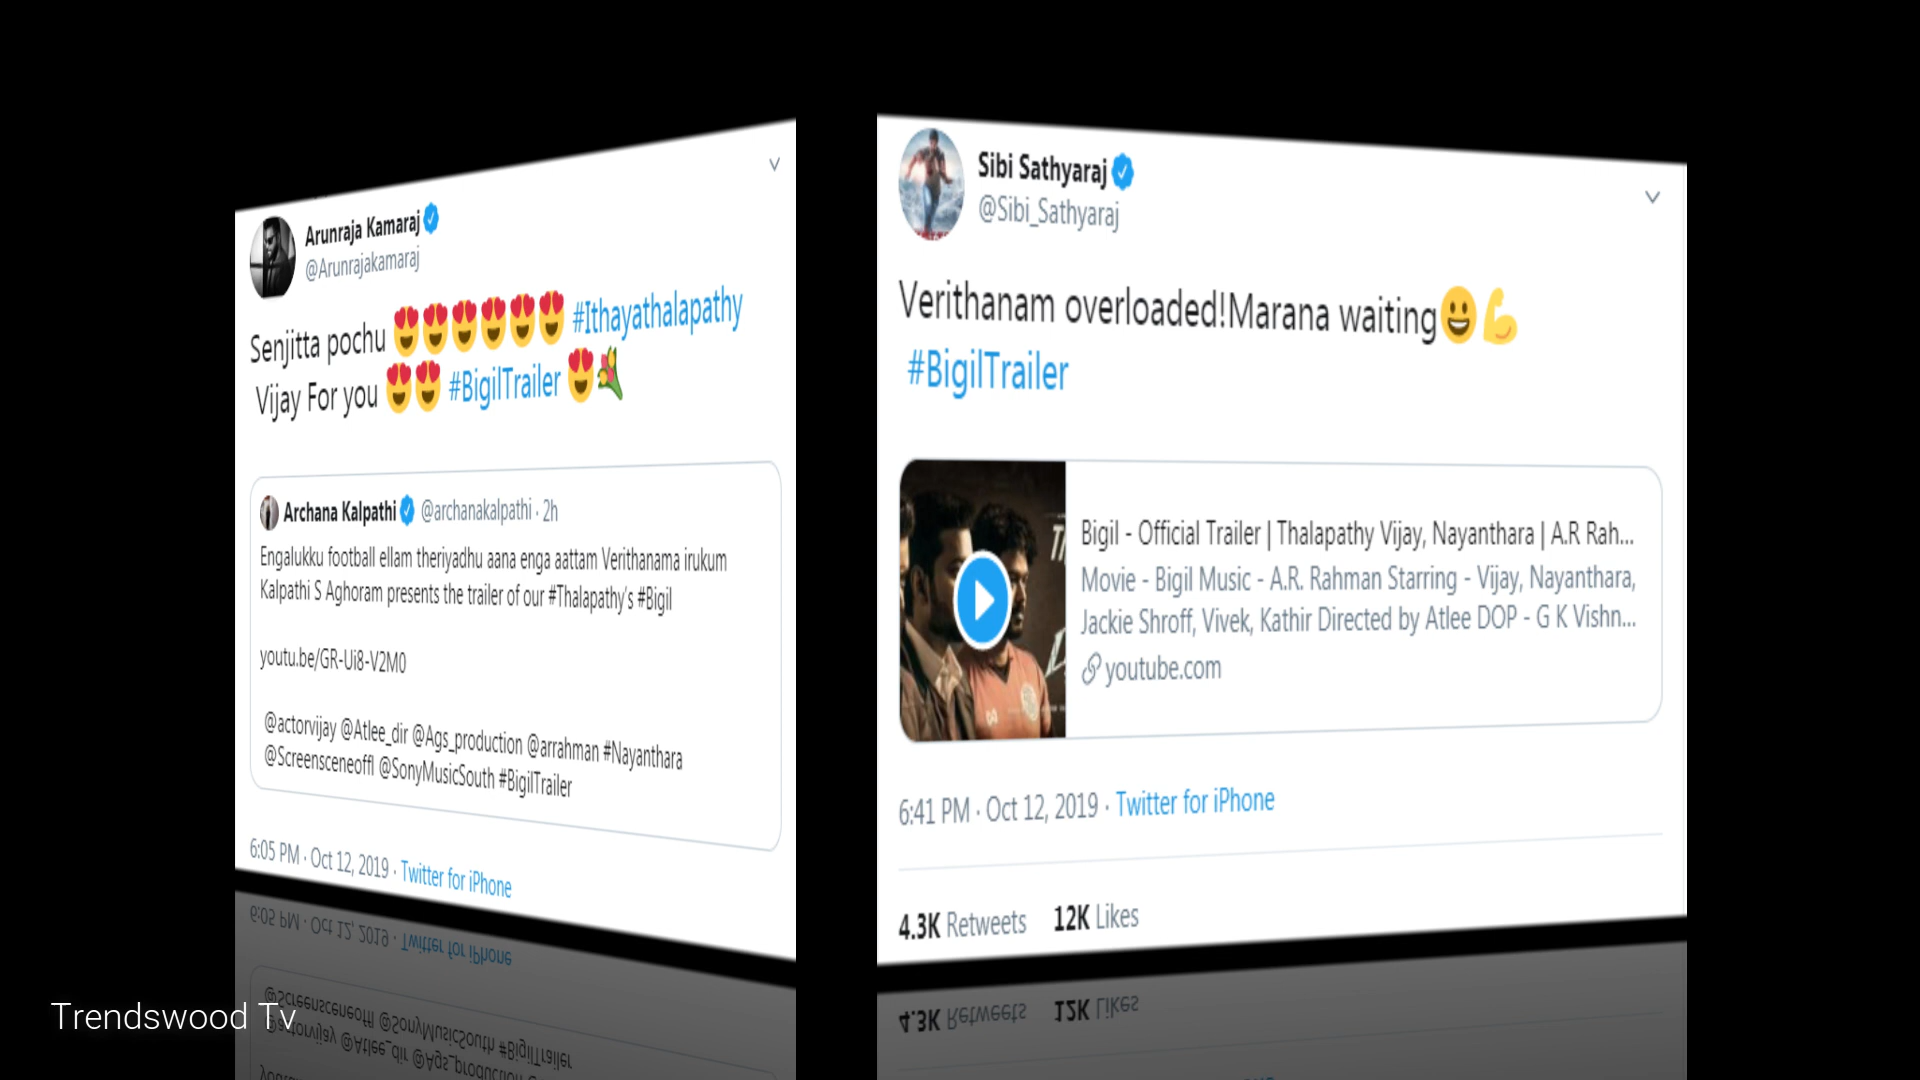 Arunraja Kamaraj
@Arunrajakamaraj
Senjitta pochu 😍😍😍😍😍😍 #Ithayathalapathy
Vijay For you 😍😍 #BigilTrailer 😍💐
Archana Kalpathi @archanakalpathi · 2h
Engalukku football ellam theriyadhu aana enga aattam Verithanama irukum
Kalpathi S Aghoram presents the trailer of our #Thalapathy's #Bigil
youtu.be/GR-Ui8-V2M0
@actorvijay @Atlee_dir @Ags_production @arrahman #Nayanthara
@Screensceneoffl @SonyMusicSouth #BigilTrailer
6:05 PM · Oct 12, 2019 · Twitter for iPhone
Sibi Sathyaraj
@Sibi_Sathyaraj
Verithanam overloaded!Marana waiting😀💪
#BigilTrailer
Bigil - Official Trailer | Thalapathy Vijay, Nayanthara | A.R Rah...
Movie - Bigil Music - A.R. Rahman Starring - Vijay, Nayanthara,
Jackie Shroff, Vivek, Kathir Directed by Atlee DOP - G K Vishn...
youtube.com
6:41 PM · Oct 12, 2019 · Twitter for iPhone
4.3K Retweets 12K Likes
Trendswood Tv